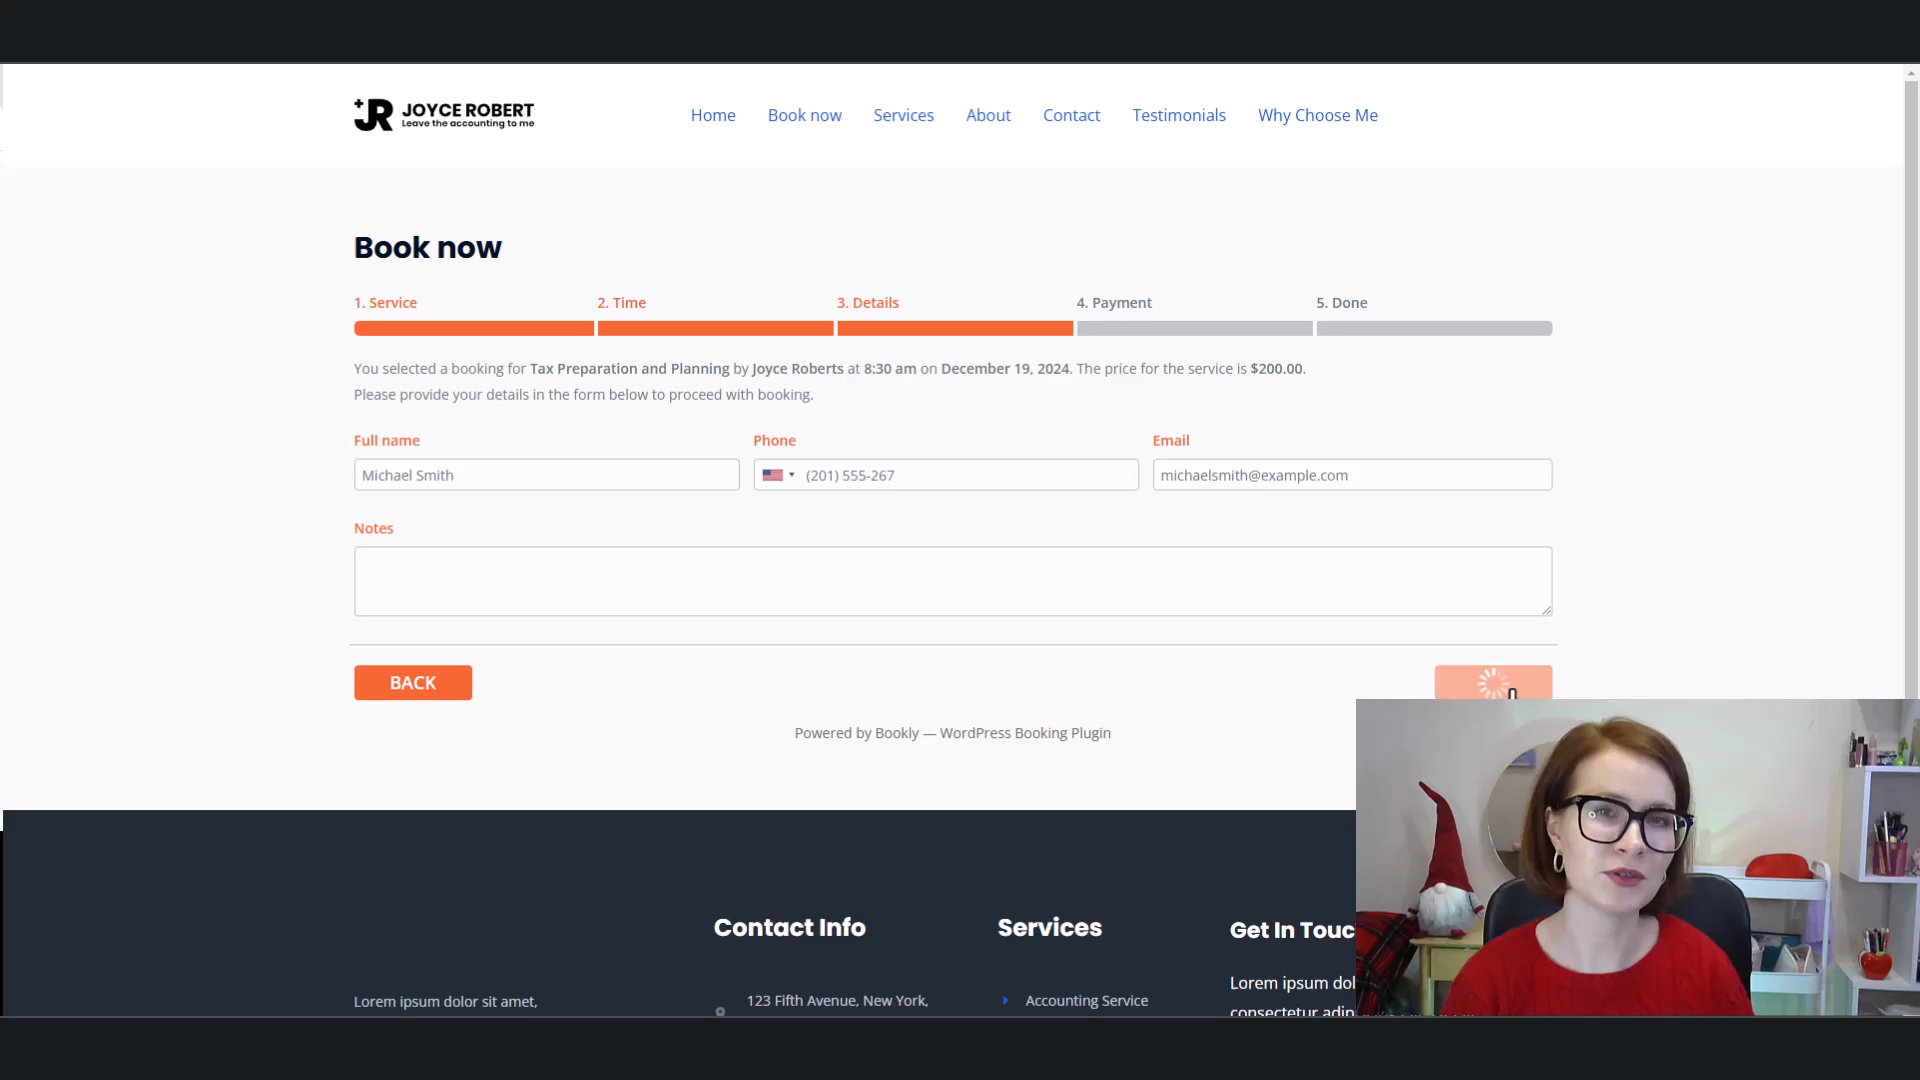 JOYCE ROBERT
Leave the accounting to me
Home Book now Services About Contact Testimonials Why Choose Me
Book now
1. Service 2. Time 3. Details 4. Payment 5. Done
You selected a booking for Tax Preparation and Planning by Joyce Roberts at 8:30 am on December 19, 2024. The price for the service is $200.00.
Please provide your details in the form below to proceed with booking.
Full name Phone Email
Michael Smith (201) 555-267 michaelsmith@example.com
Notes
BACK
Powered by Bookly — WordPress Booking Plugin
Contact Info Services Get In Touc
Lorem ipsum dol
Lorem ipsum dolor sit amet, 123 Fifth Avenue, New York, Accounting Service
consectetur adip